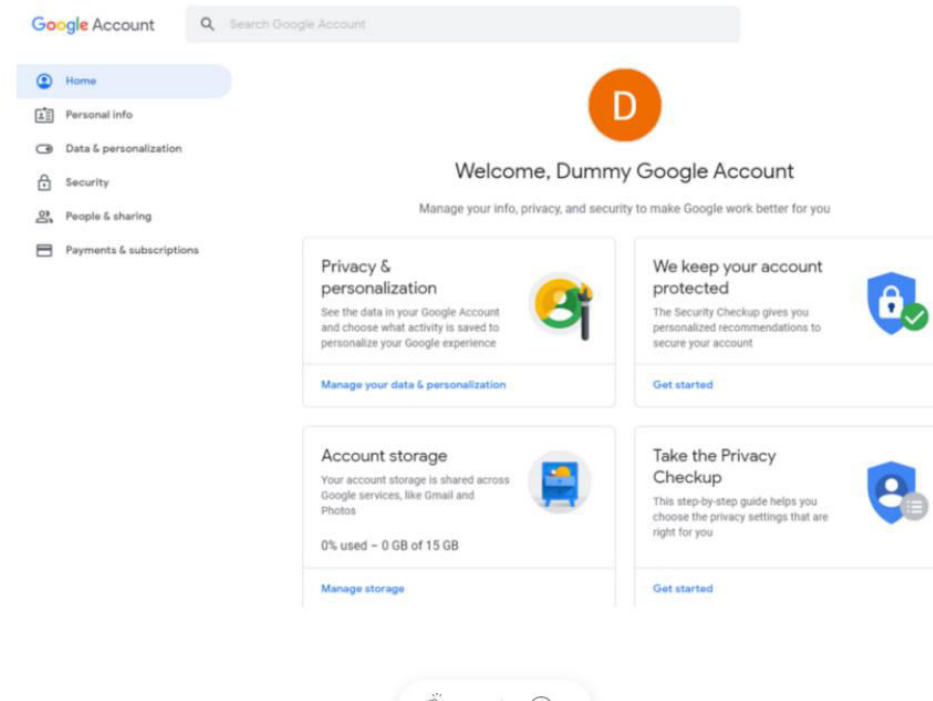 Google Account
Search Google Account
Home
Personal info
Data & personalization
Security
People & sharing
Payments & subscriptions
D
Welcome, Dummy Google Account
Manage your info, privacy, and security to make Google work better for you
Privacy &
personalization
See the data in your Google Account
and choose what activity is saved to
personalize your Google experience
Manage your data & personalization
We keep your account
protected
The Security Checkup gives you
personalized recommendations to
secure your account
Get started
Account storage
Your account storage is shared across
Google services, like Gmail and
Photos
0% used – 0 GB of 15 GB
Manage storage
Take the Privacy
Checkup
This step-by-step guide helps you
choose the privacy settings that are
right for you
Get started